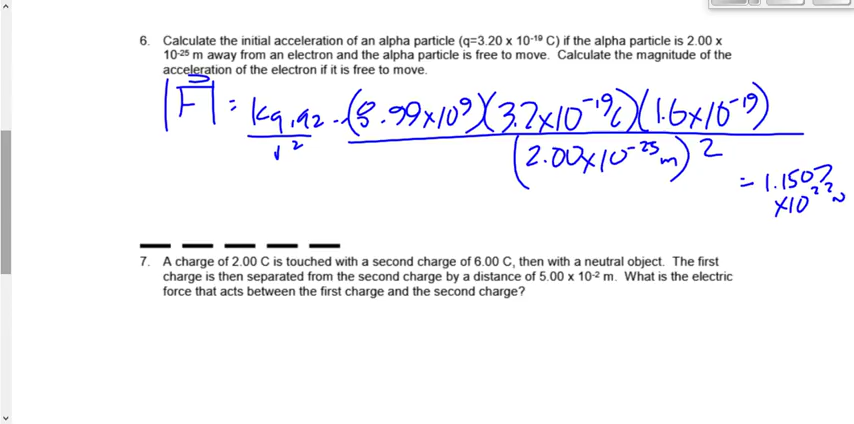 6. Calculate the initial acceleration of an alpha particle (q=3.20 x 10⁻¹⁹ C) if the alpha particle is 2.00 x
10⁻²⁵ m away from an electron and the alpha particle is free to move. Calculate the magnitude of the
acceleration of the electron if it is free to move.
|F| = kq₁q₂ = (8.99x10⁹)(3.2x10⁻¹⁹C)(1.6x10⁻¹⁹)
r² (2.00x10⁻²⁵m)²
= 1.1507
x10²²N
7. A charge of 2.00 C is touched with a second charge of 6.00 C, then with a neutral object. The first
charge is then separated from the second charge by a distance of 5.00 x 10⁻² m. What is the electric
force that acts between the first charge and the second charge?